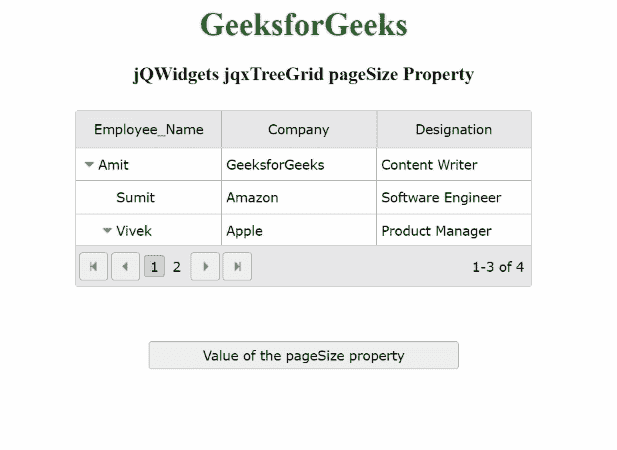 GeeksforGeeks
jQWidgets jqxTreeGrid pageSize Property
Employee_Name Company Designation
Amit GeeksforGeeks Content Writer
Sumit Amazon Software Engineer
Vivek Apple Product Manager
1 2 1-3 of 4
Value of the pageSize property